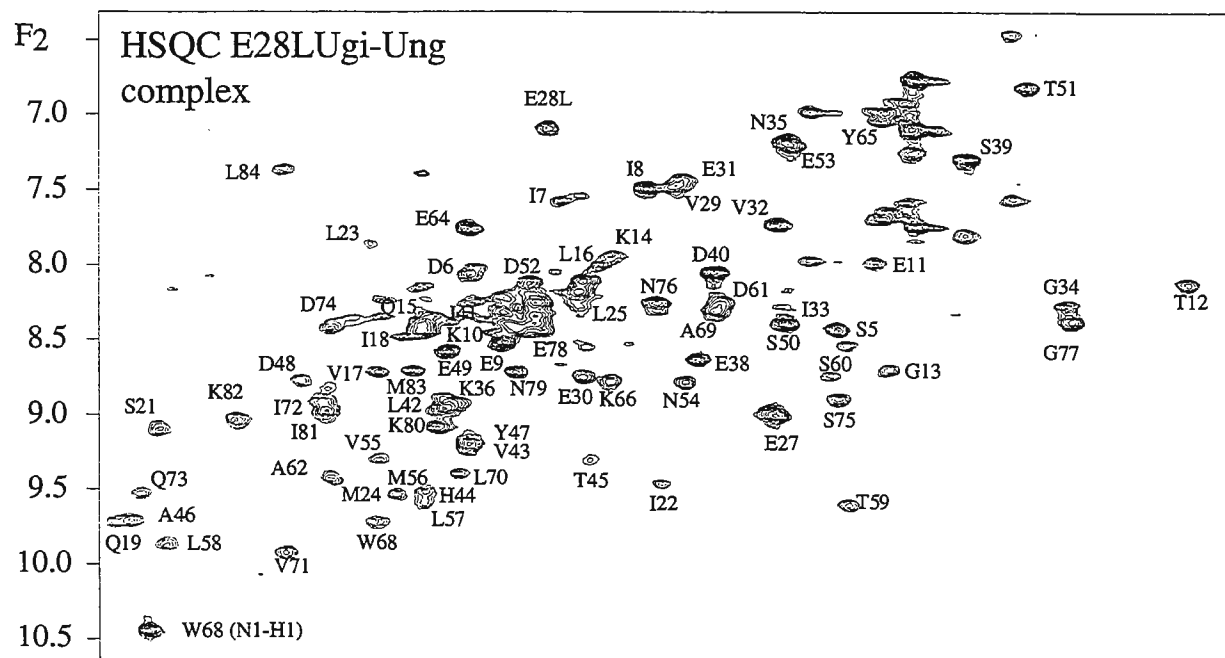 F2
HSQC E28LUgi-Ung
complex
7.0
7.5
8.0
8.5
9.0
9.5
10.0
10.5
E28L
T51
N35
Y65
E53
S39
L84
I8
E31
I7
V29
V32
E64
L23
K14
L16
D6
D52
D40
E11
N76
D61
G34
T12
D74
Q15
I41
L25
I33
I18
K10
A69
S50
S5
E49
E9
E78
G77
S60
E38
G13
D48
V17
M83
N79
K36
E30
K66
N54
K82
I72
L42
S75
S21
I81
K80
E27
Y47
V43
V55
A62
M56
L70
T45
Q73
M24
H44
I22
T59
A46
L57
Q19
L58
W68
V71
W68 (N1-H1)